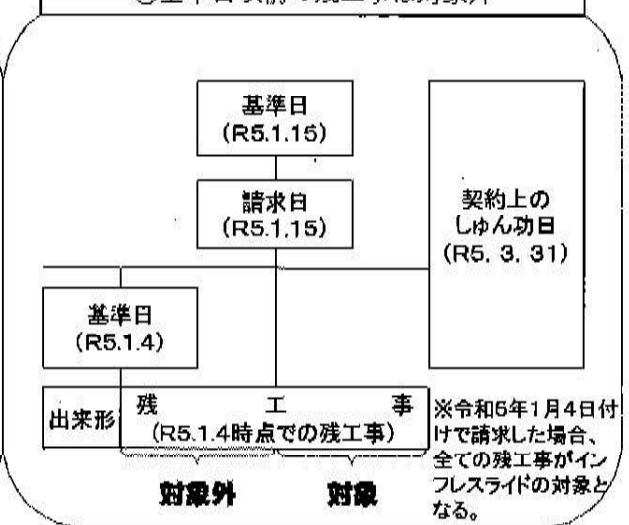 基準日
(R5.1.15)
請求日
(R5.1.15)
契約上の
しゅん功日
(R5. 3. 31)
基準日
(R5.1.4)
出来形
残 工 事
(R5.1.4時点での残工事)
対象外
対象
※令和5年1月4日付
けで請求した場合、
全ての残工事がイン
フレスライドの対象と
なる。